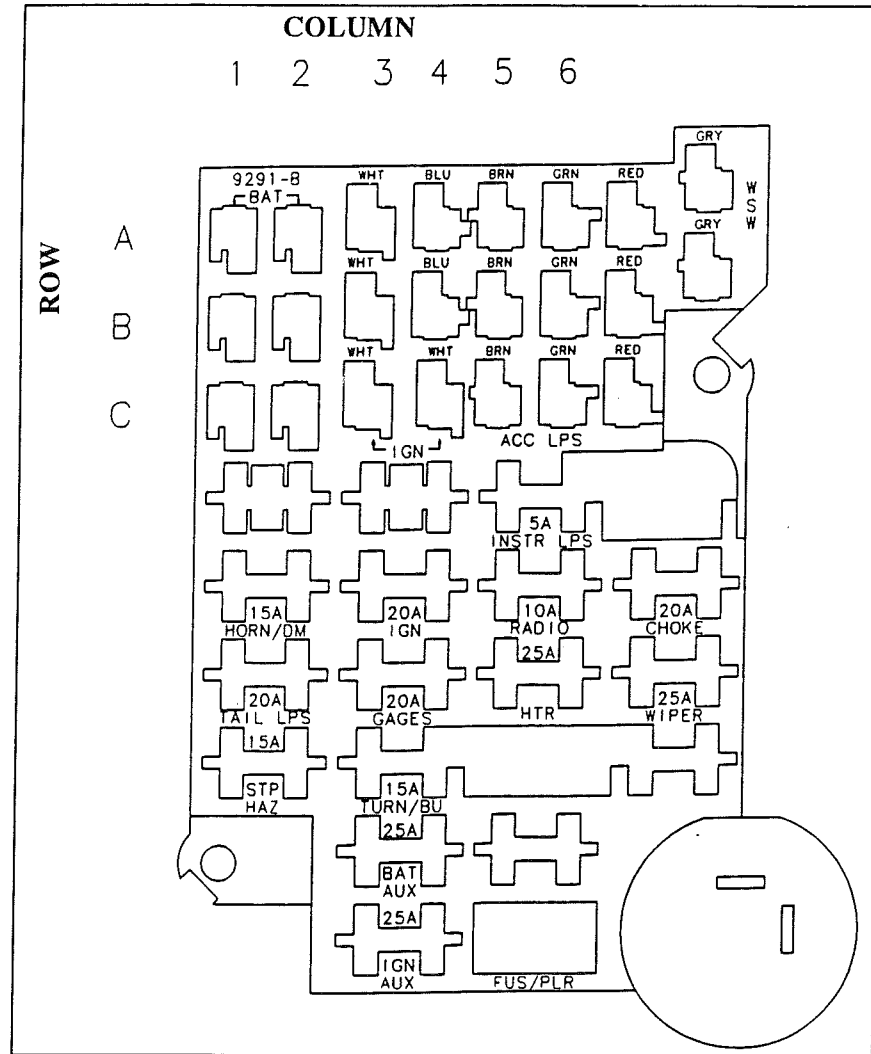 COLUMN
1 2 3 4 5 6
ROW
A
B
C
GRY
WSW
GRY
9291-B
BAT
WHT BLU BRN GRN RED
WHT BLU BRN GRN RED
WHT WHT BRN GRN RED
IGN
ACC LPS
5A
INSTR LPS
15A 20A 10A 20A
HORN/DM IGN RADIO CHOKE
25A
20A 20A 25A
TAIL LPS GAGES HTR WIPER
15A
STP
HAZ
15A
TURN/BU
25A
BAT
AUX
25A
IGN
AUX
FUS/PLR